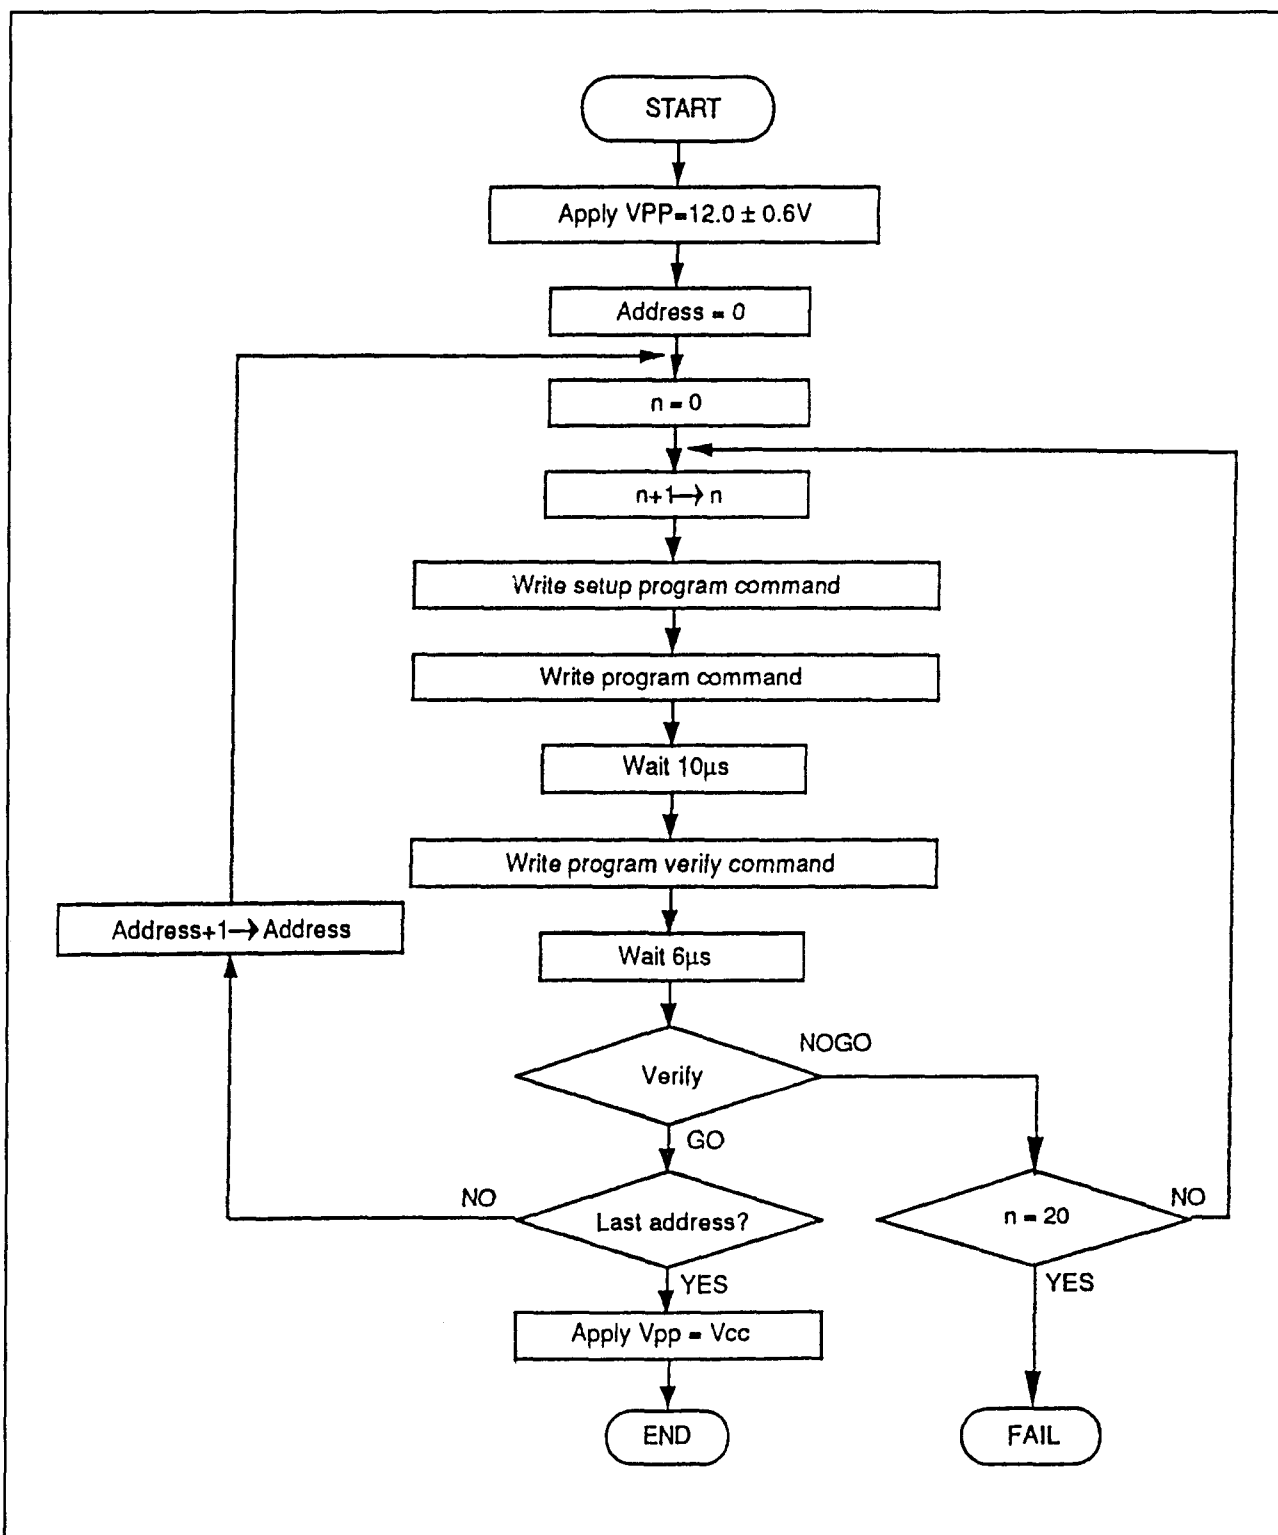 START
Apply VPP=12.0 ± 0.6V
Address = 0
n = 0
n+1→ n
Write setup program command
Write program command
Wait 10µs
Write program verify command
Address+1→ Address
Wait 6µs
NOGO
Verify
GO
NO
Last address?
n = 20
NO
YES
YES
Apply Vpp = Vcc
END
FAIL